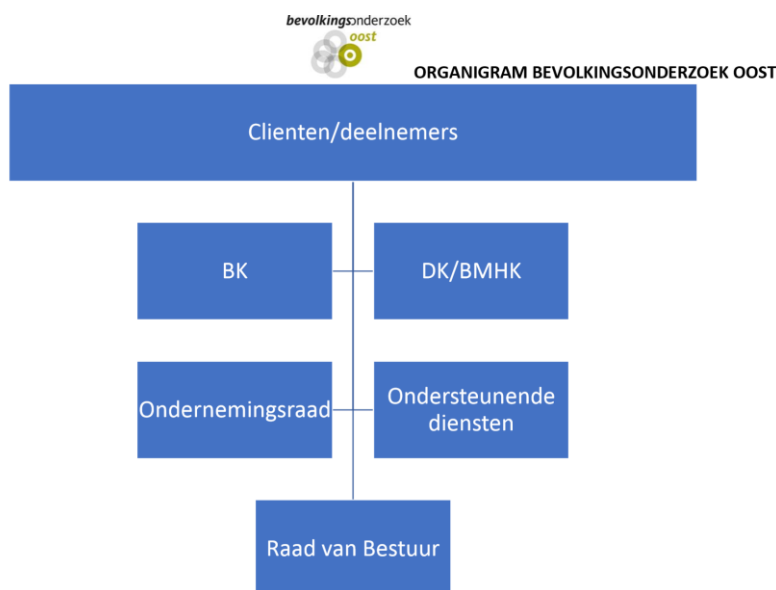 bevolkingsonderzoek
oost
ORGANIGRAM BEVOLKINGSONDERZOEK OOST
Clienten/deelnemers
BK
DK/BMHK
Ondernemingsraad
Ondersteunende
diensten
Raad van Bestuur